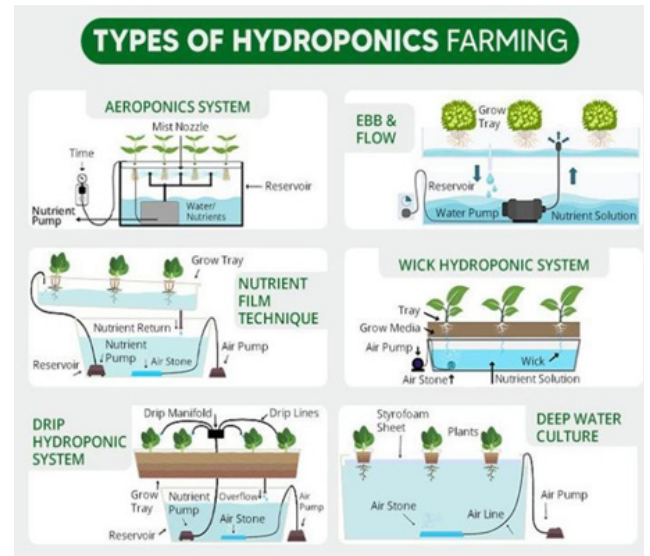 TYPES OF HYDROPONICS FARMING
AEROPONICS SYSTEM
Mist Nozzle
Time
Reservoir
Nutrient
Pump
Water/
Nutrients
EBB &
FLOW
Grow
Tray
Reservoir
Water Pump
Nutrient Solution
NUTRIENT
FILM
TECHNIQUE
Grow Tray
Nutrient Return
Nutrient
Pump
Air Stone
Air Pump
Reservoir
WICK HYDROPONIC SYSTEM
Tray
Grow Media
Air Pump
Wick
Air Stone
Nutrient Solution
DRIP
HYDROPONIC
SYSTEM
Drip Manifold
Drip Lines
Grow
Tray
Nutrient
Pump
Overflow
Air
Pump
Air Stone
Reservoir
DEEP WATER
CULTURE
Styrofoam
Sheet
Plants
Air Stone
Air Line
Air Pump